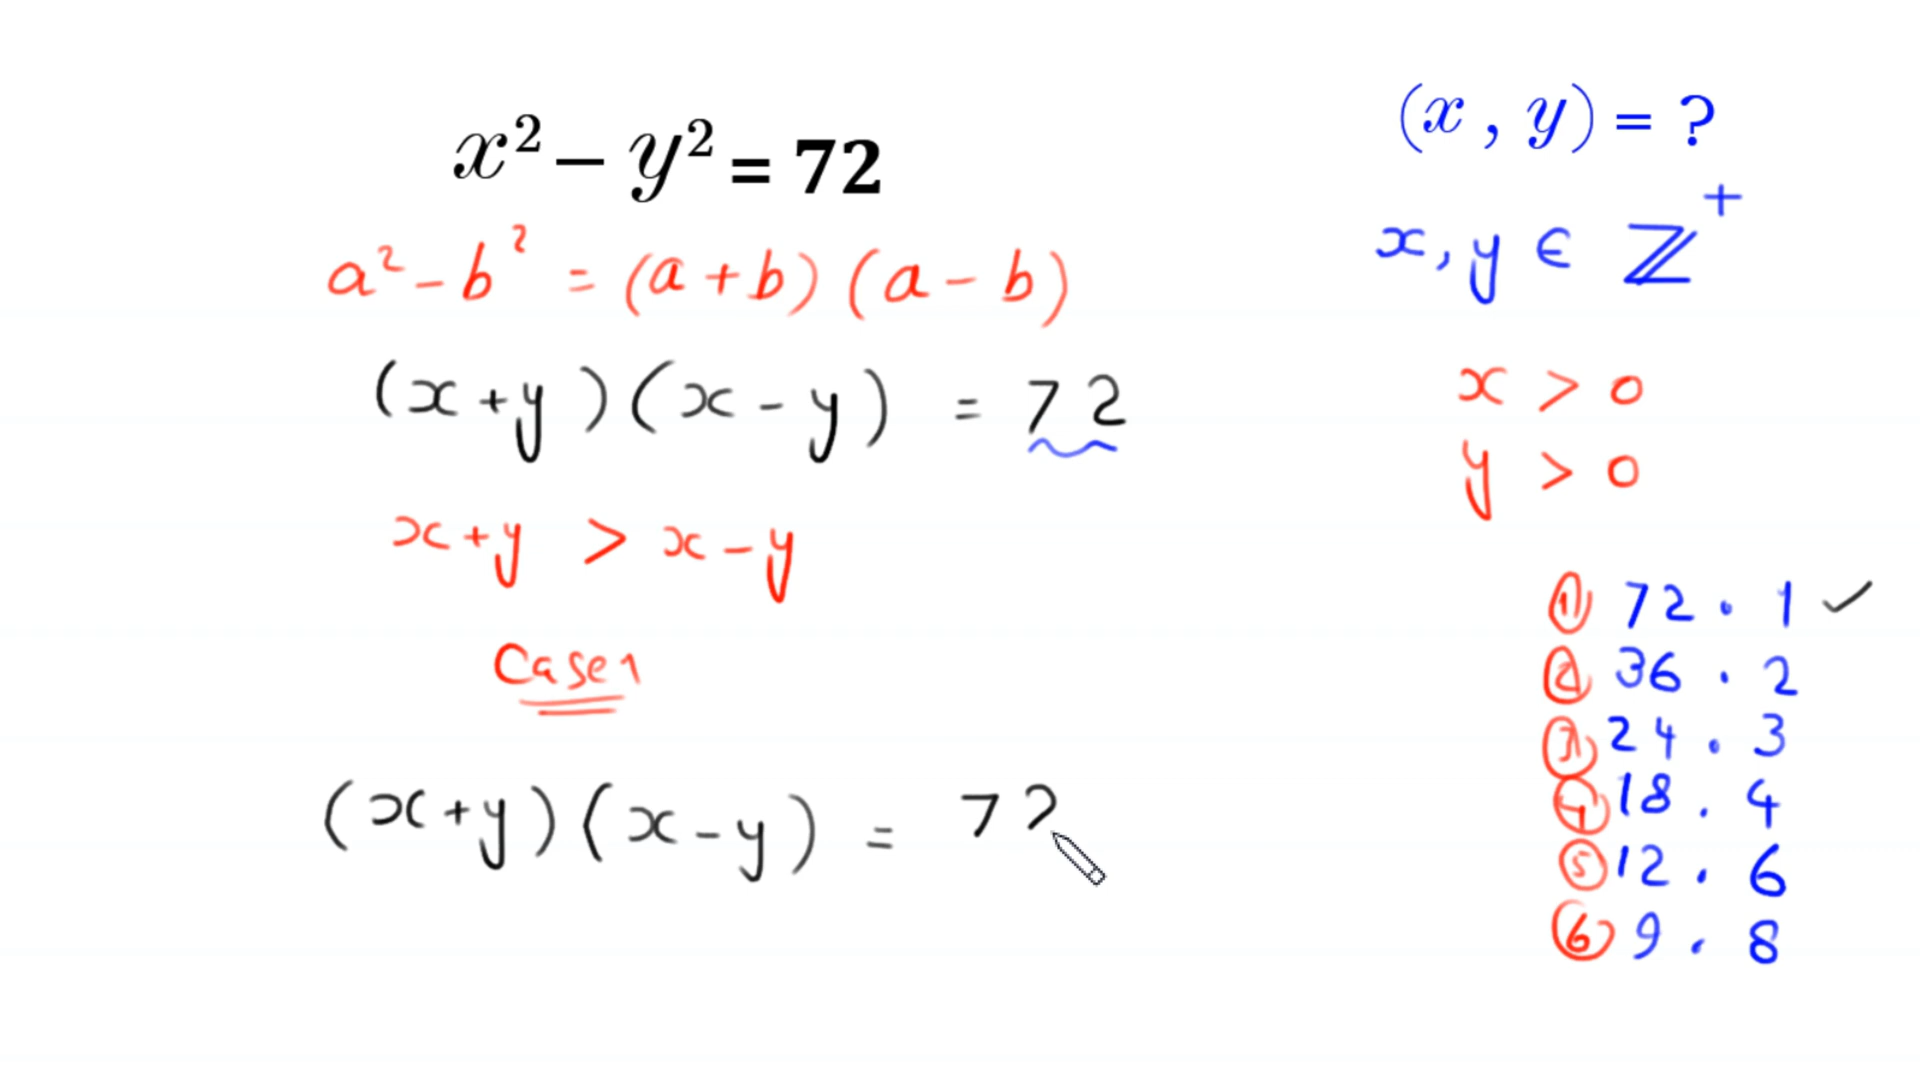 x² − y² = 72
a² - b² = (a + b) (a - b)
(x + y) (x - y) = 72
x + y > x - y
Case 1
(x + y) (x - y) = 72
(x , y) = ?
x, y ∈ ℤ⁺
x > 0
y > 0
① 72 . 1 ✓
② 36 . 2
③ 24 . 3
④ 18 . 4
⑤ 12 . 6
⑥ 9 . 8